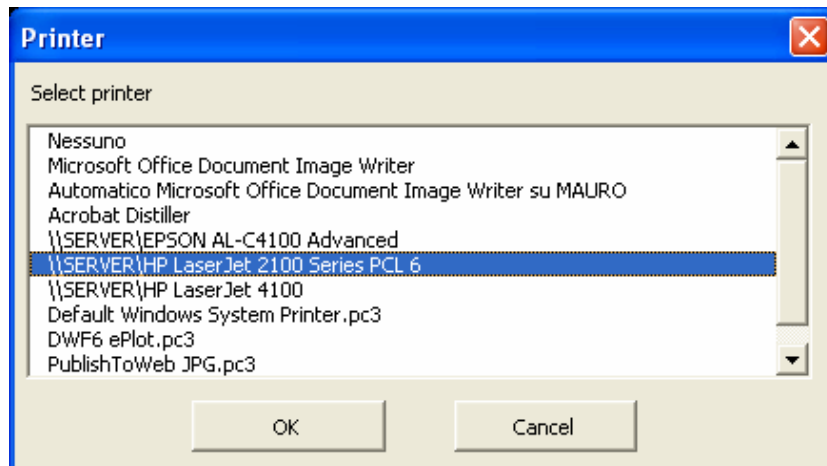 Printer
Select printer
Nessuno
Microsoft Office Document Image Writer
Automatico Microsoft Office Document Image Writer su MAURO
Acrobat Distiller
\\SERVER\EPSON AL-C4100 Advanced
\\SERVER\HP LaserJet 2100 Series PCL 6
\\SERVER\HP LaserJet 4100
Default Windows System Printer.pc3
DWF6 ePlot.pc3
PublishToWeb JPG.pc3
OK Cancel